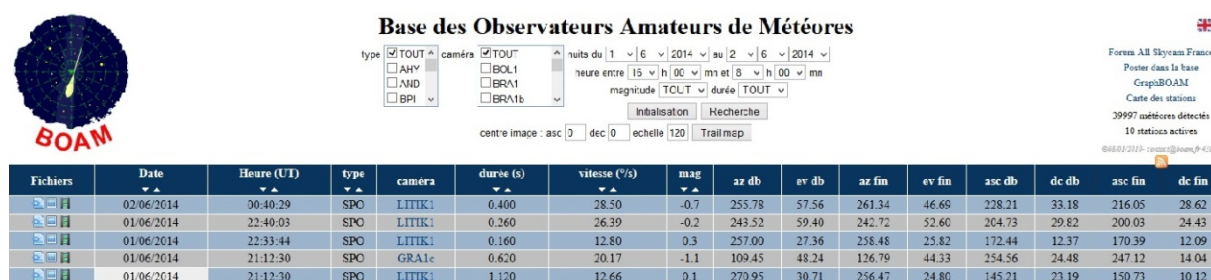 Base des Observateurs Amateurs de Météores
type TOUT caméra TOUT nuits du 1 6 2014 au 2 6 2014
AHY BOL1 heure entre 15 h 00 mn et 8 h 00 mn
AND BRA1 magnitude TOUT durée TOUT
BPI BRA1b
Initialisation Recherche
centre image : asc 0 dec 0 echelle 120 Trail map
BOAM
Forum All Skycam France
Poster dans la base
GraphBOAM
Carte des stations
39997 météores détectés
10 stations actives
Fichiers Date Heure (UT) type caméra durée (s) vitesse (°/s) mag az db ev db az fin ev fin asc db dc db asc fin dc fin
02/06/2014 00:40:29 SPO LITIK1 0.400 28.50 -0.7 255.78 57.56 261.34 46.69 228.21 33.18 216.05 28.62
01/06/2014 22:40:03 SPO LITIK1 0.260 26.39 -0.2 243.52 59.40 242.72 52.60 204.73 29.82 200.03 24.43
01/06/2014 22:33:44 SPO LITIK1 0.160 12.80 0.3 257.00 27.36 258.48 25.82 172.44 12.37 170.39 12.09
01/06/2014 21:12:30 SPO GRA1c 0.620 20.17 -1.1 109.45 48.24 126.79 44.33 254.56 24.48 247.12 14.04
01/06/2014 21:12:30 SPO LITIK1 1.120 12.66 0.1 270.95 30.71 256.47 24.80 145.21 23.19 150.73 10.12